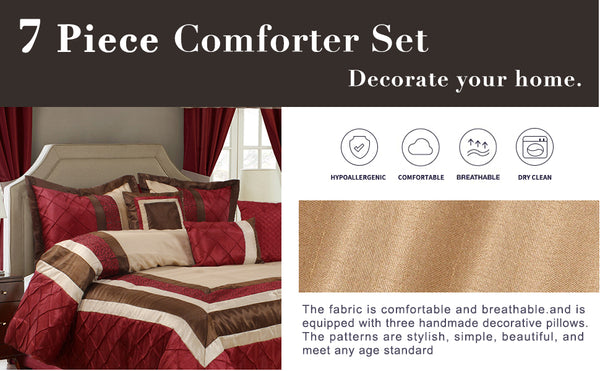 7 Piece Comforter Set
Decorate your home.
HYPOALLERGENIC COMFORTABLE BREATHABLE DRY CLEAN
The fabric is comfortable and breathable.and is
equipped with three handmade decorative pillows.
The patterns are stylish, simple, beautiful, and
meet any age standard